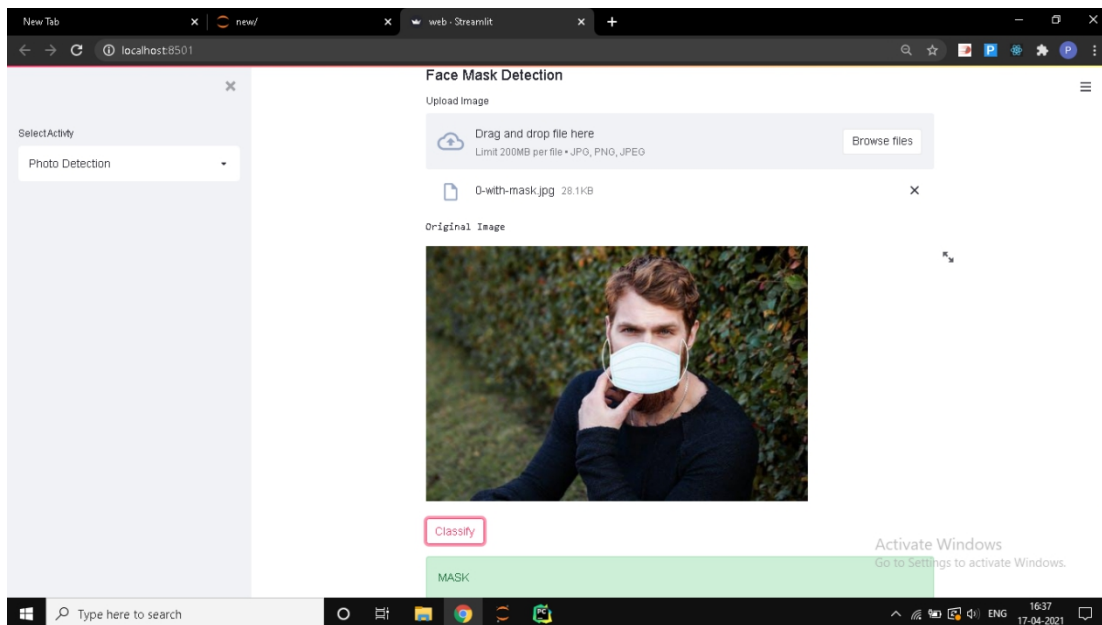 New Tab
new/
web · Streamlit
localhost:8501
P
P
SelectActivty
Photo Detection
Face Mask Detection
Upload Image
Drag and drop file here
Limit 200MB per file • JPG, PNG, JPEG
Browse files
0-with-mask.jpg 28.1KB
Original Image
Classify
MASK
Activate Windows
Go to Settings to activate Windows.
Type here to search
PC
ENG
16:37
17-04-2021